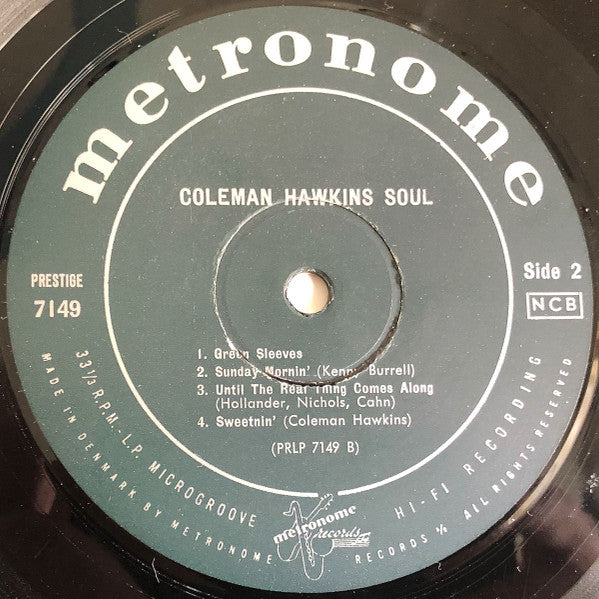 metronome
COLEMAN HAWKINS SOUL
PRESTIGE
7149
Side 2
NCB
1. Green Sleeves
2. Sunday Mornin' (Kenny Burrell)
3. Until The Real Thing Comes Along
(Hollander, Nichols, Cahn)
4. Sweetnin' (Coleman Hawkins)
(PRLP 7149 B)
33 1/3 R.P.M. - L.P. MICROGROOVE
HI-FI RECORDING
MADE IN DENMARK BY METRONOME RECORDS A/S ALL RIGHTS RESERVED
metronome
records